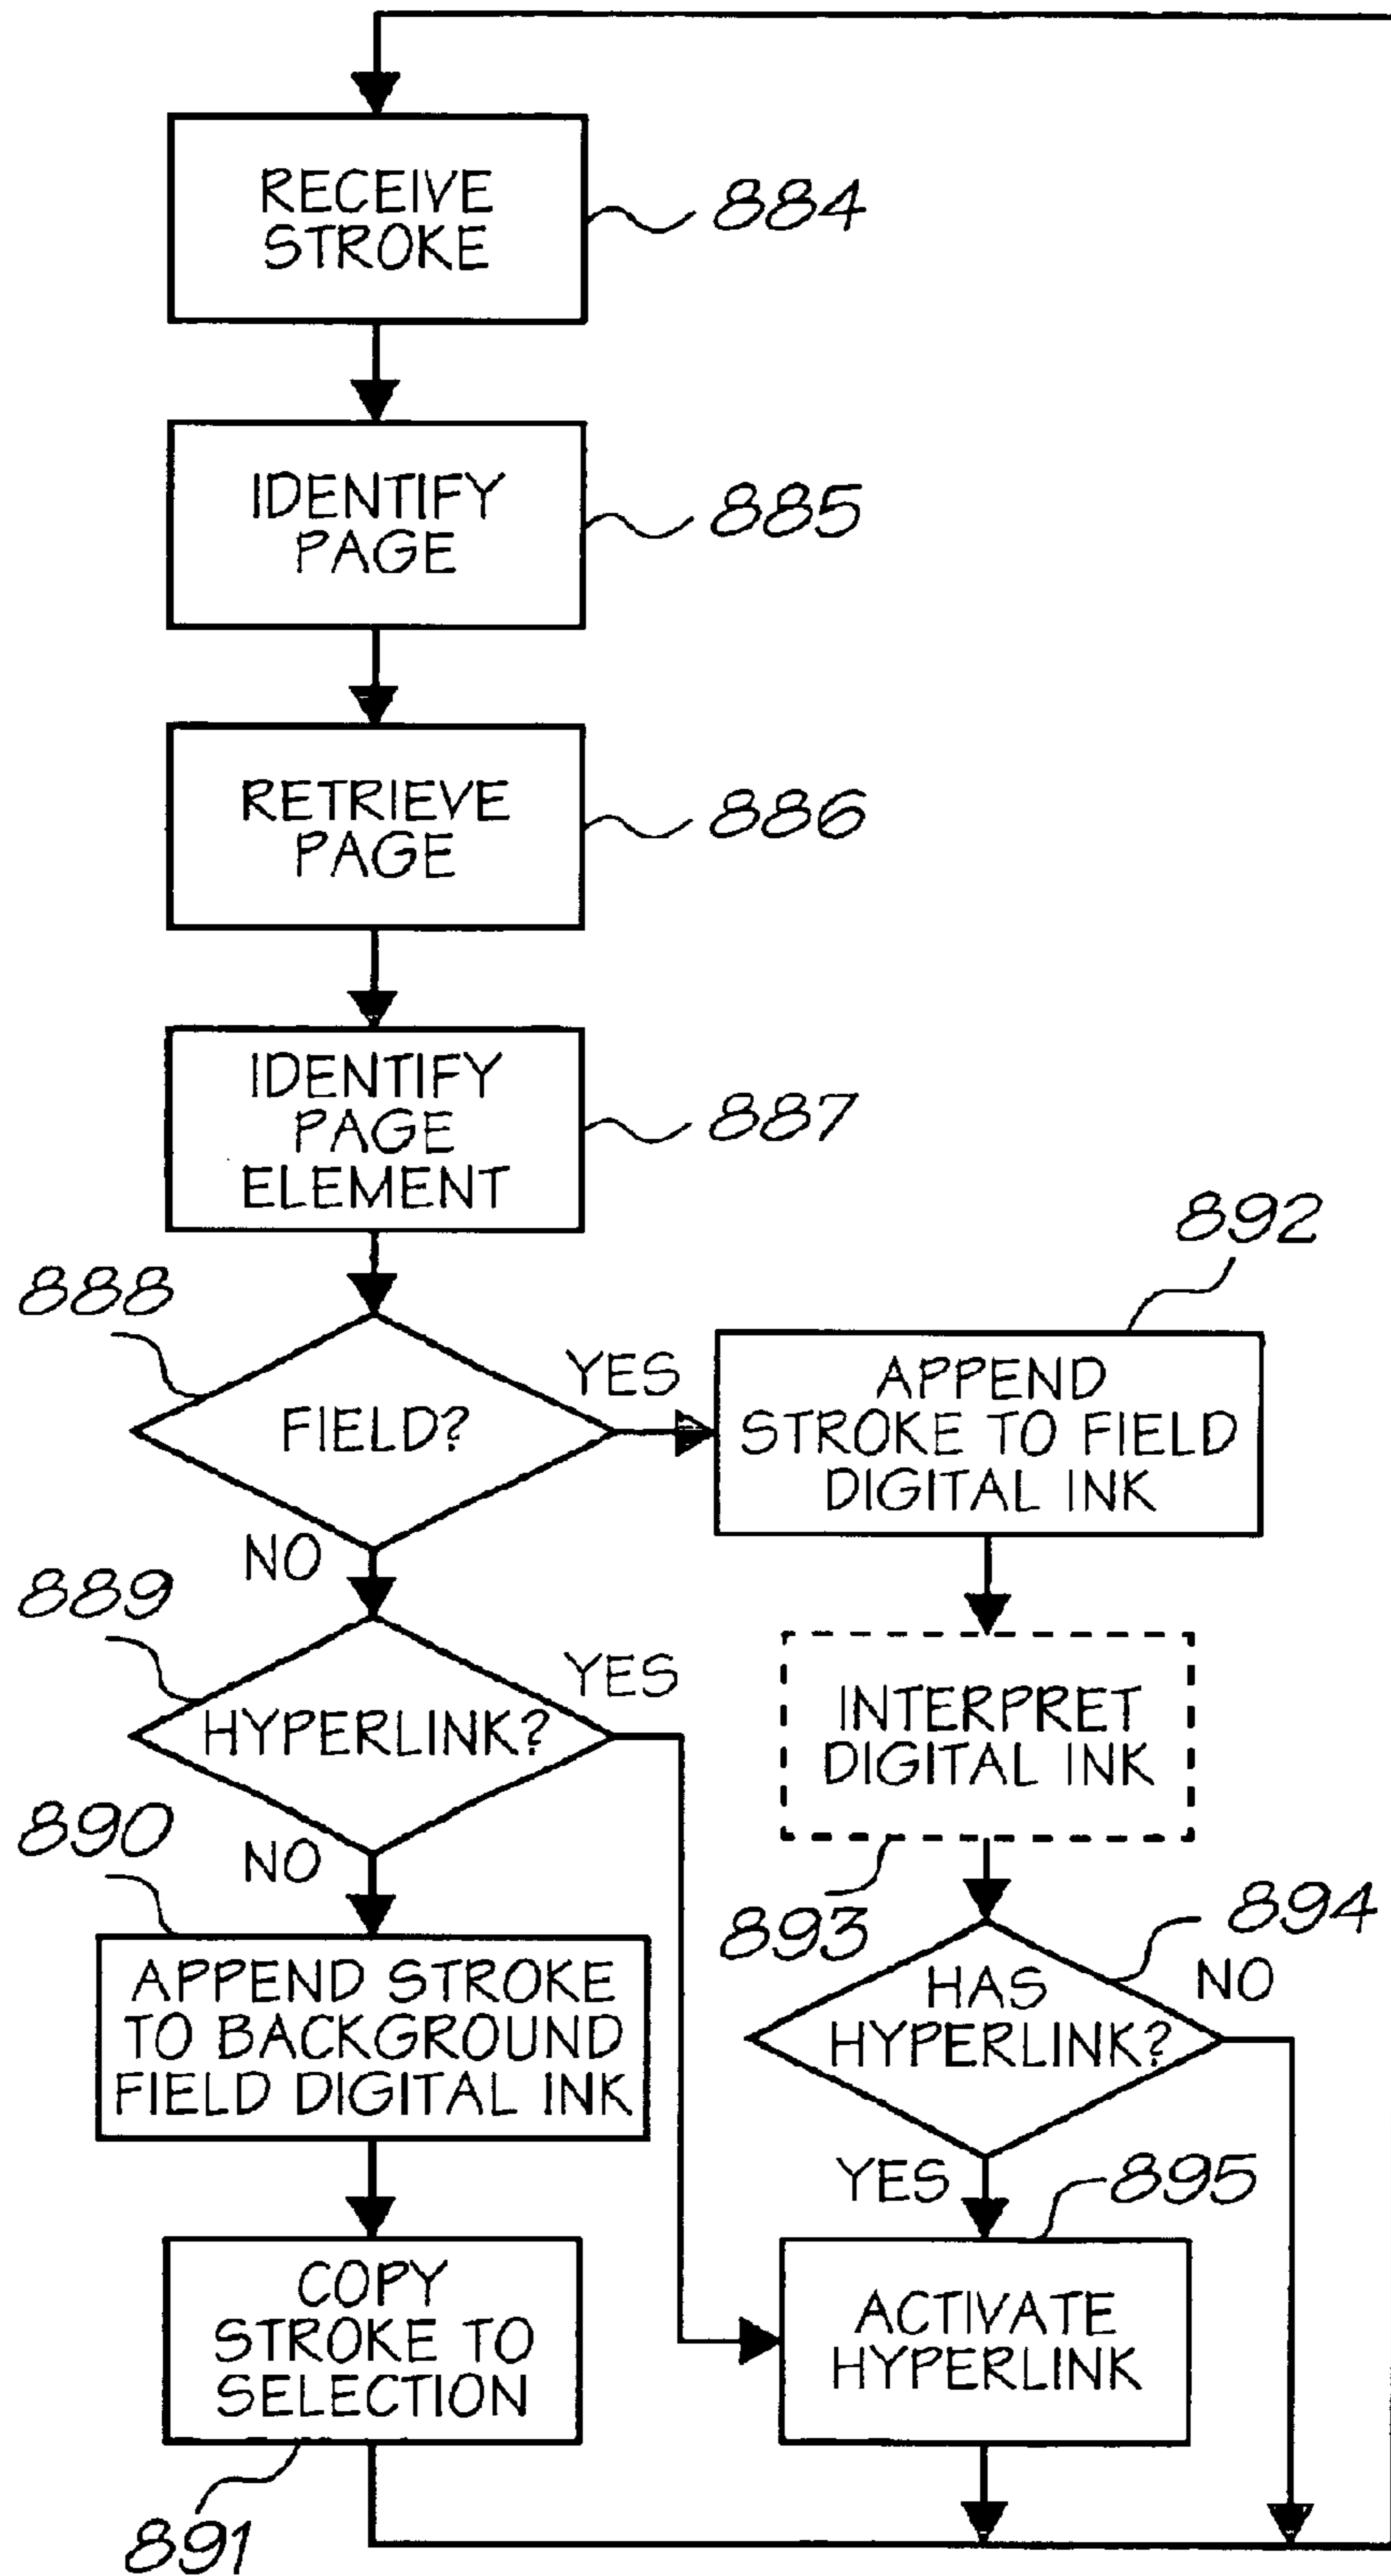 RECEIVE
STROKE
884
IDENTIFY
PAGE
885
RETRIEVE
PAGE
886
IDENTIFY
PAGE
ELEMENT
887
888
FIELD?
YES
NO
892
APPEND
STROKE TO FIELD
DIGITAL INK
889
HYPERLINK?
YES
NO
INTERPRET
DIGITAL INK
893
890
APPEND STROKE
TO BACKGROUND
FIELD DIGITAL INK
894
HAS
HYPERLINK?
NO
YES
895
COPY
STROKE TO
SELECTION
891
ACTIVATE
HYPERLINK